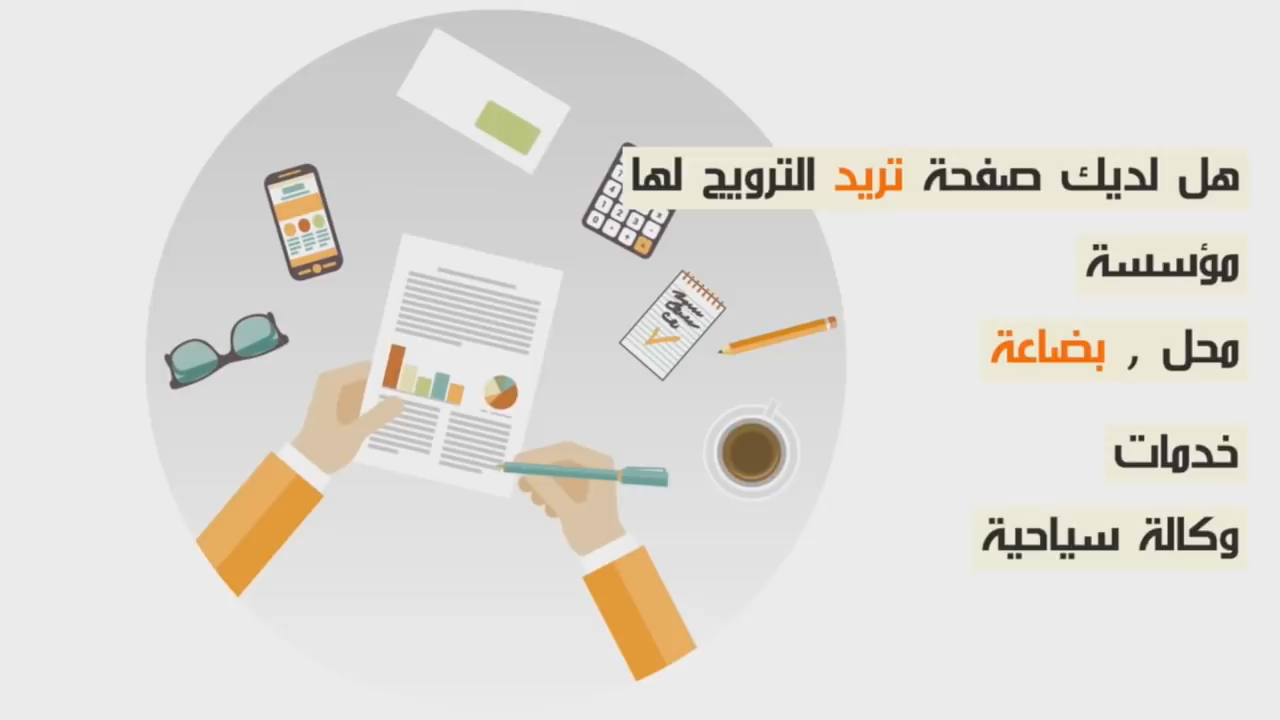 هل لديك صفحة تريد الترويج لها
مؤسسة
محل , بضاعة
خدمات
وكالة سياحية